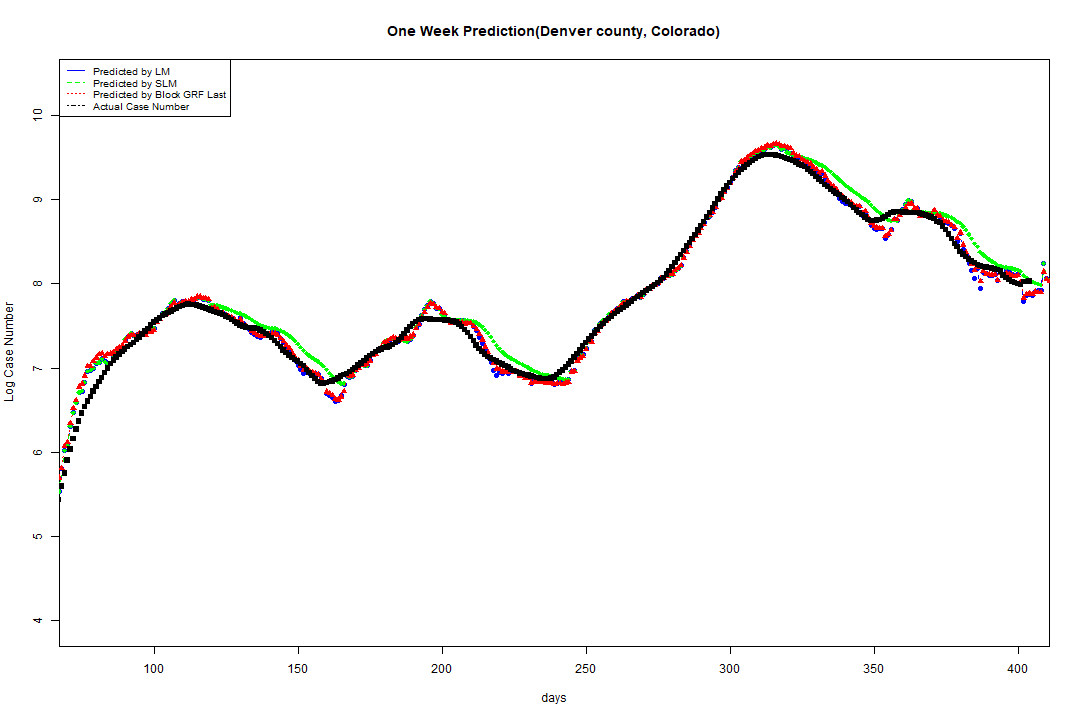 One Week Prediction(Denver county, Colorado)
Predicted by LM
Predicted by SLM
Predicted by Block GRF Last
Actual Case Number
10
9
8
7
6
5
4
Log Case Number
100 150 200 250 300 350 400
days